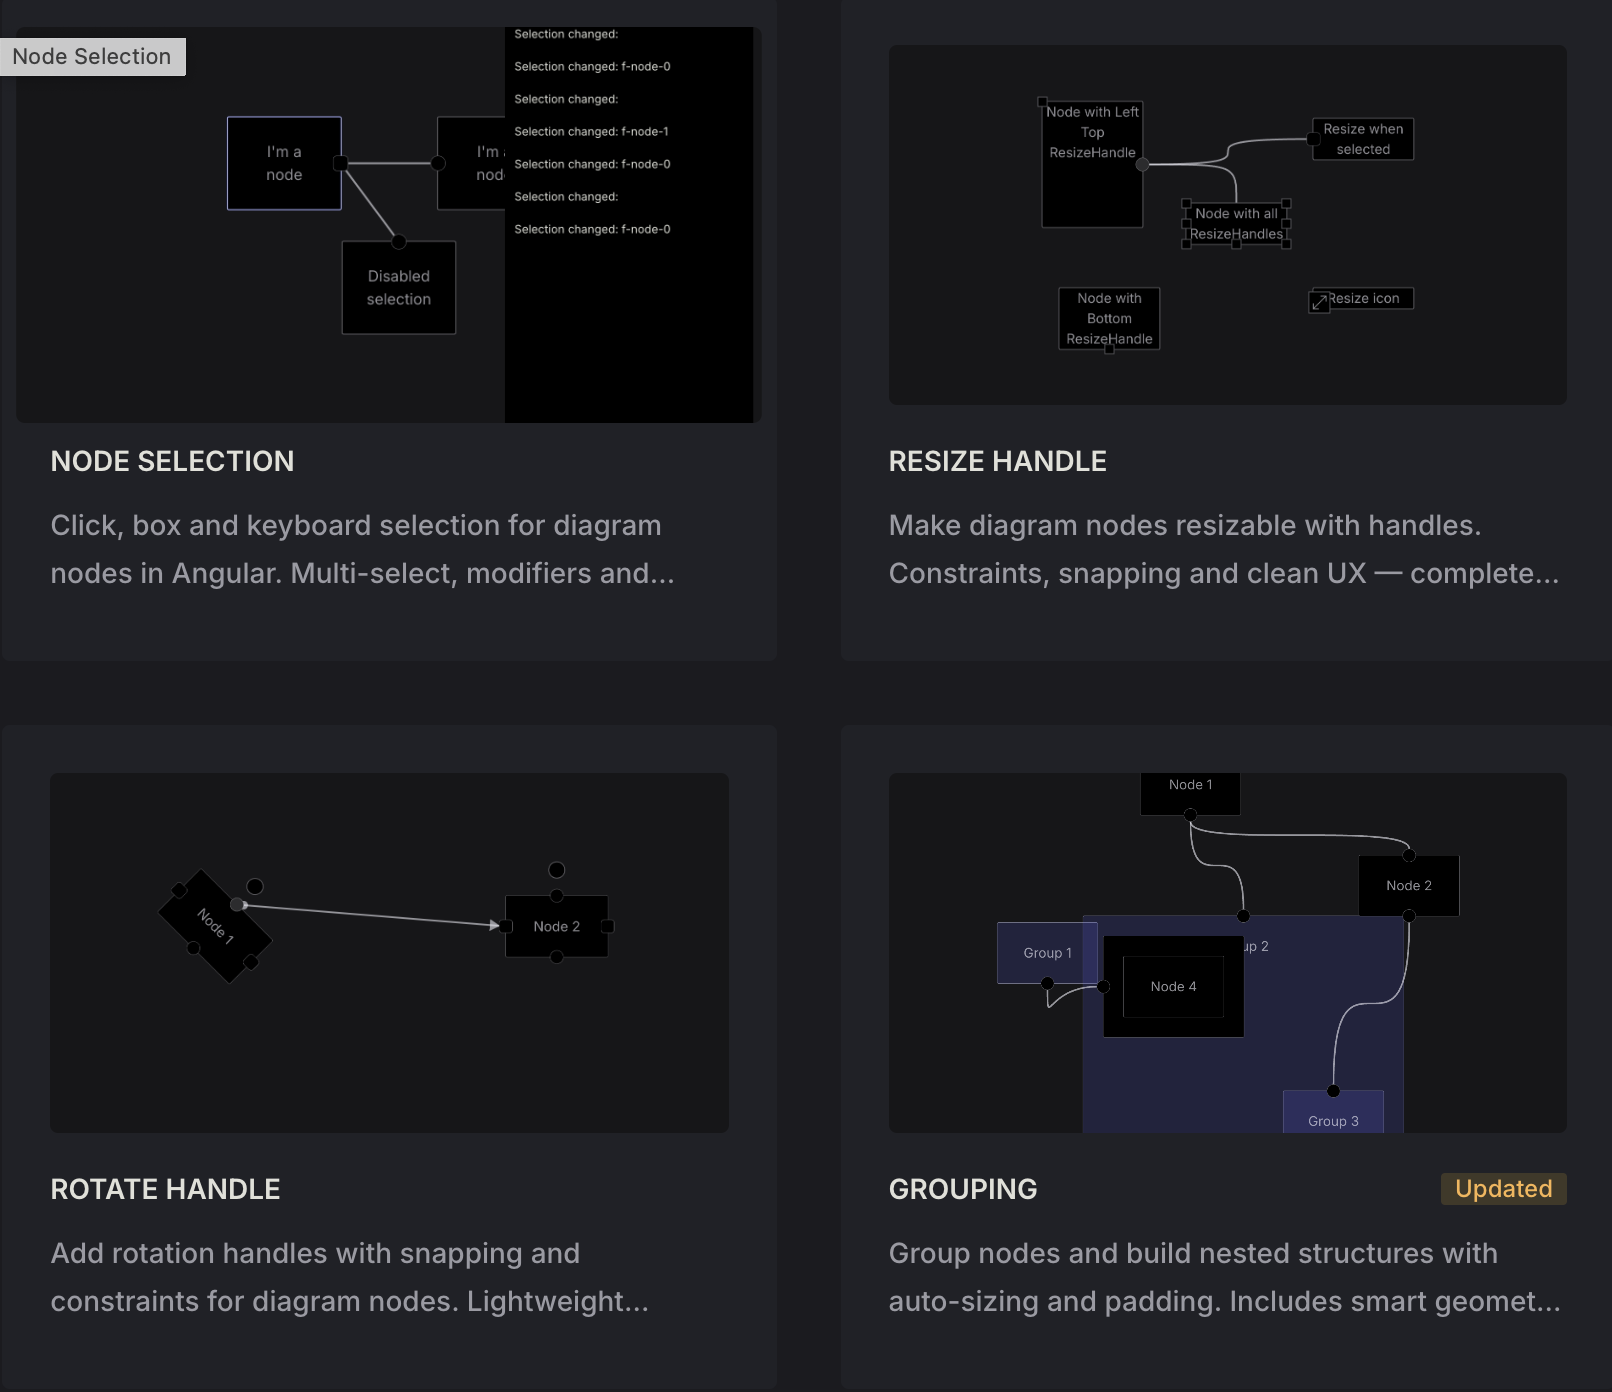 Node Selection
I'm a
node
I'm a
node
Disabled
selection
Selection changed:
Selection changed: f-node-0
Selection changed:
Selection changed: f-node-1
Selection changed: f-node-0
Selection changed:
Selection changed: f-node-0
NODE SELECTION
Click, box and keyboard selection for diagram
nodes in Angular. Multi-select, modifiers and...
Node with Left
Top
ResizeHandle
Resize when
selected
Node with all
ResizeHandles
Node with
Bottom
ResizeHandle
Resize icon
RESIZE HANDLE
Make diagram nodes resizable with handles.
Constraints, snapping and clean UX — complete...
Node 1
Node 2
ROTATE HANDLE
Add rotation handles with snapping and
constraints for diagram nodes. Lightweight...
Node 1
Node 2
Group 1
up 2
Node 4
Group 3
GROUPING
Updated
Group nodes and build nested structures with
auto-sizing and padding. Includes smart geomet...